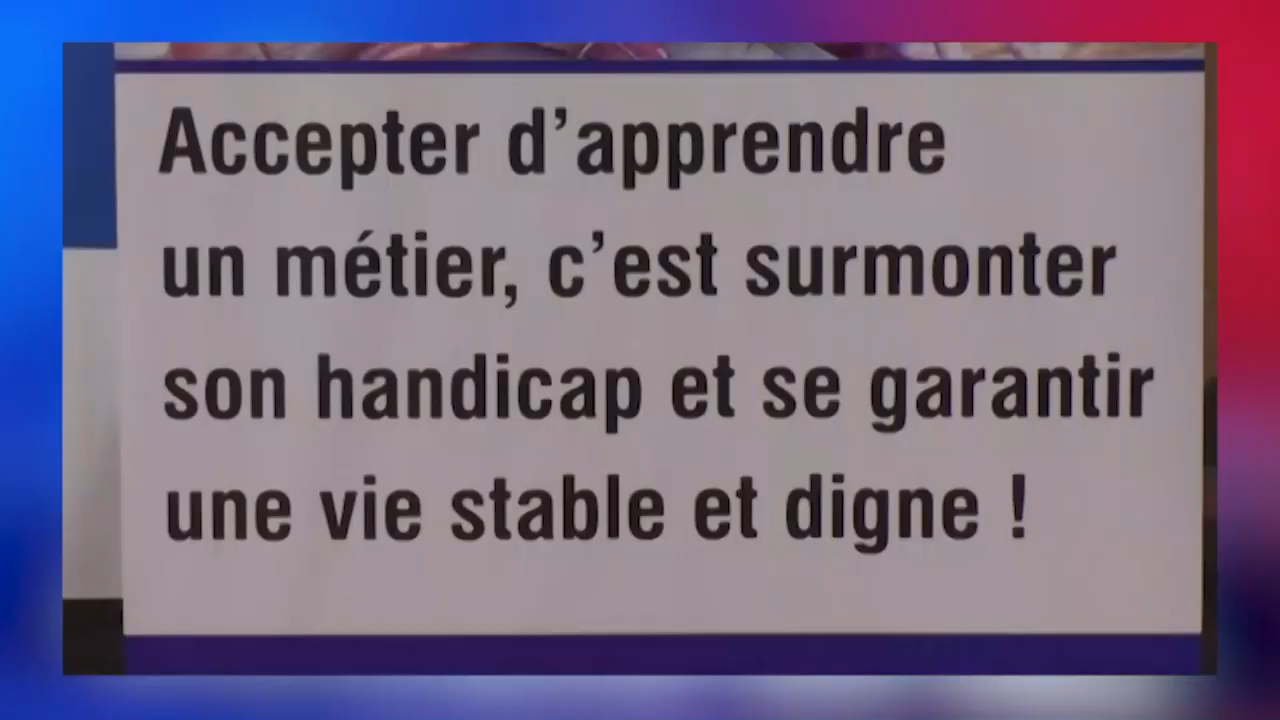 Accepter d’apprendre
un métier, c’est surmonter
son handicap et se garantir
une vie stable et digne !